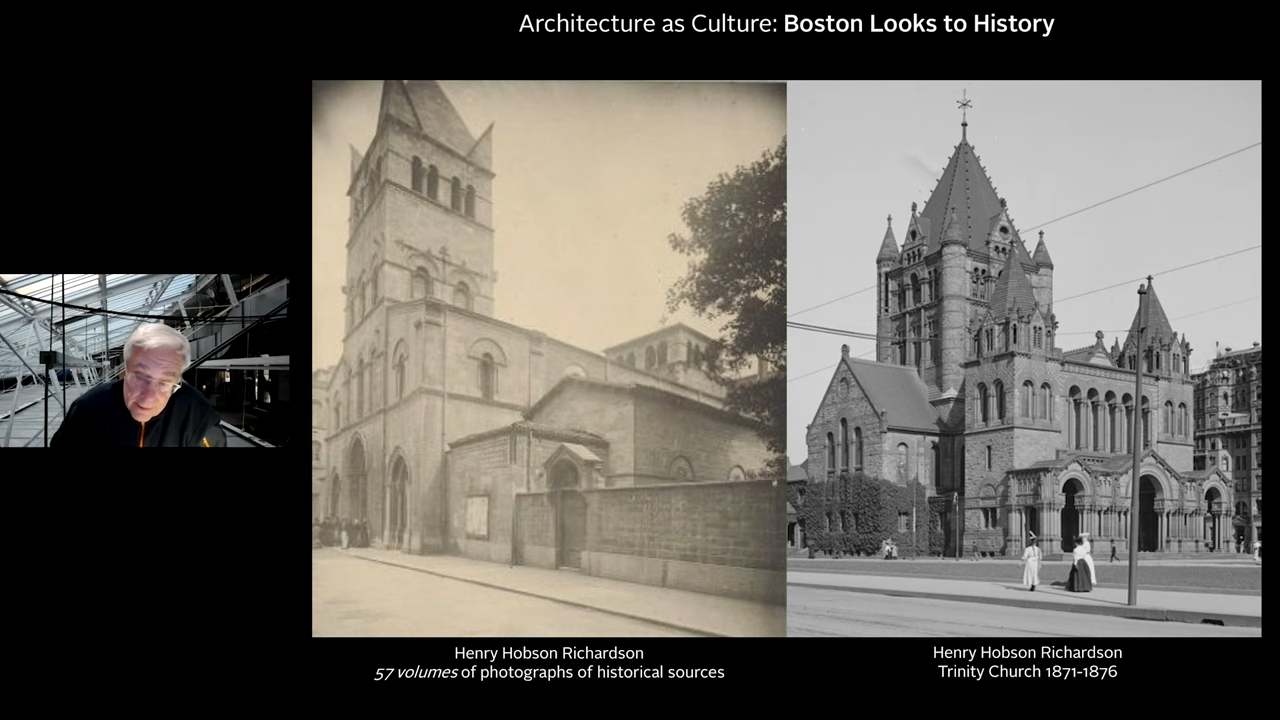 Architecture as Culture: Boston Looks to History
Henry Hobson Richardson
57 volumes of photographs of historical sources
Henry Hobson Richardson
Trinity Church 1871-1876